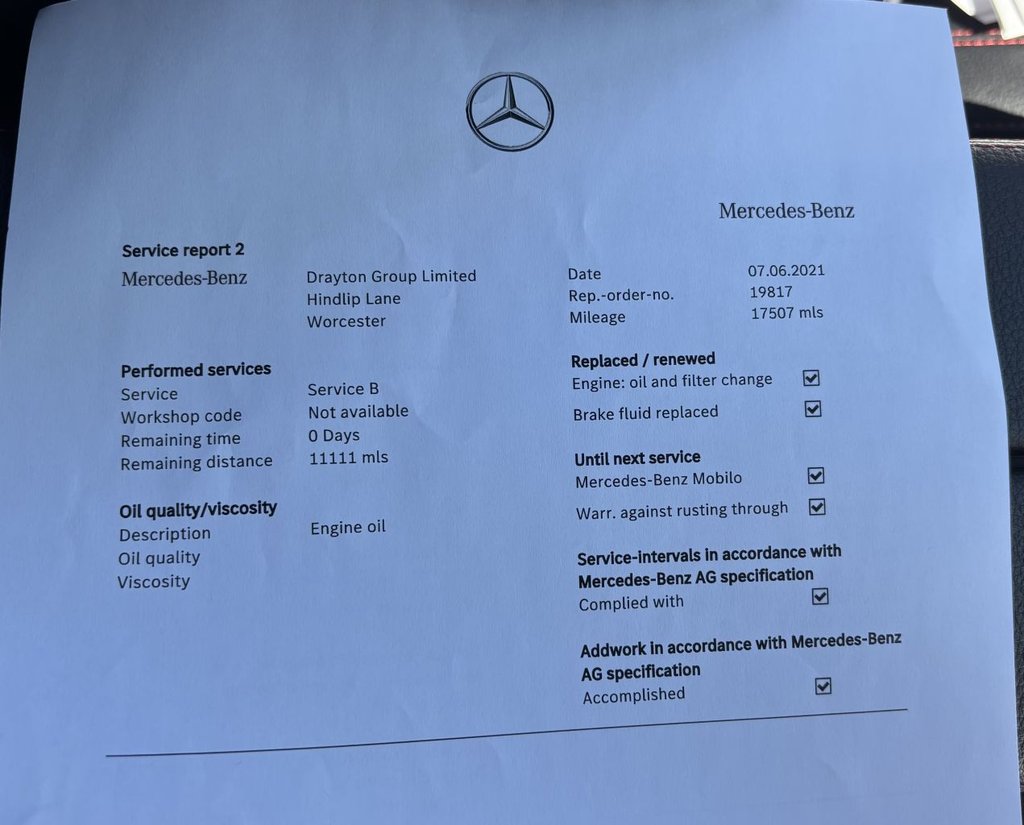 Mercedes-Benz
Service report 2
Mercedes-Benz
Drayton Group Limited
Hindlip Lane
Worcester
Date 07.06.2021
Rep.-order-no. 19817
Mileage 17507 mls
Performed services
Service Service B
Workshop code Not available
Remaining time 0 Days
Remaining distance 11111 mls
Oil quality/viscosity
Description Engine oil
Oil quality
Viscosity
Replaced / renewed
Engine: oil and filter change
Brake fluid replaced
Until next service
Mercedes-Benz Mobilo
Warr. against rusting through
Service-intervals in accordance with
Mercedes-Benz AG specification
Complied with
Addwork in accordance with Mercedes-Benz
AG specification
Accomplished